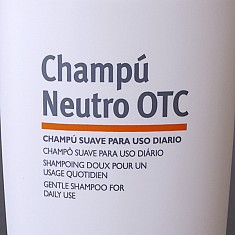 Champú
Neutro OTC
CHAMPÚ SUAVE PARA USO DIARIO
CHAMPÔ SUAVE PARA USO DIÁRIO
SHAMPOING DOUX POUR UN
USAGE QUOTIDIEN
GENTLE SHAMPOO FOR
DAILY USE